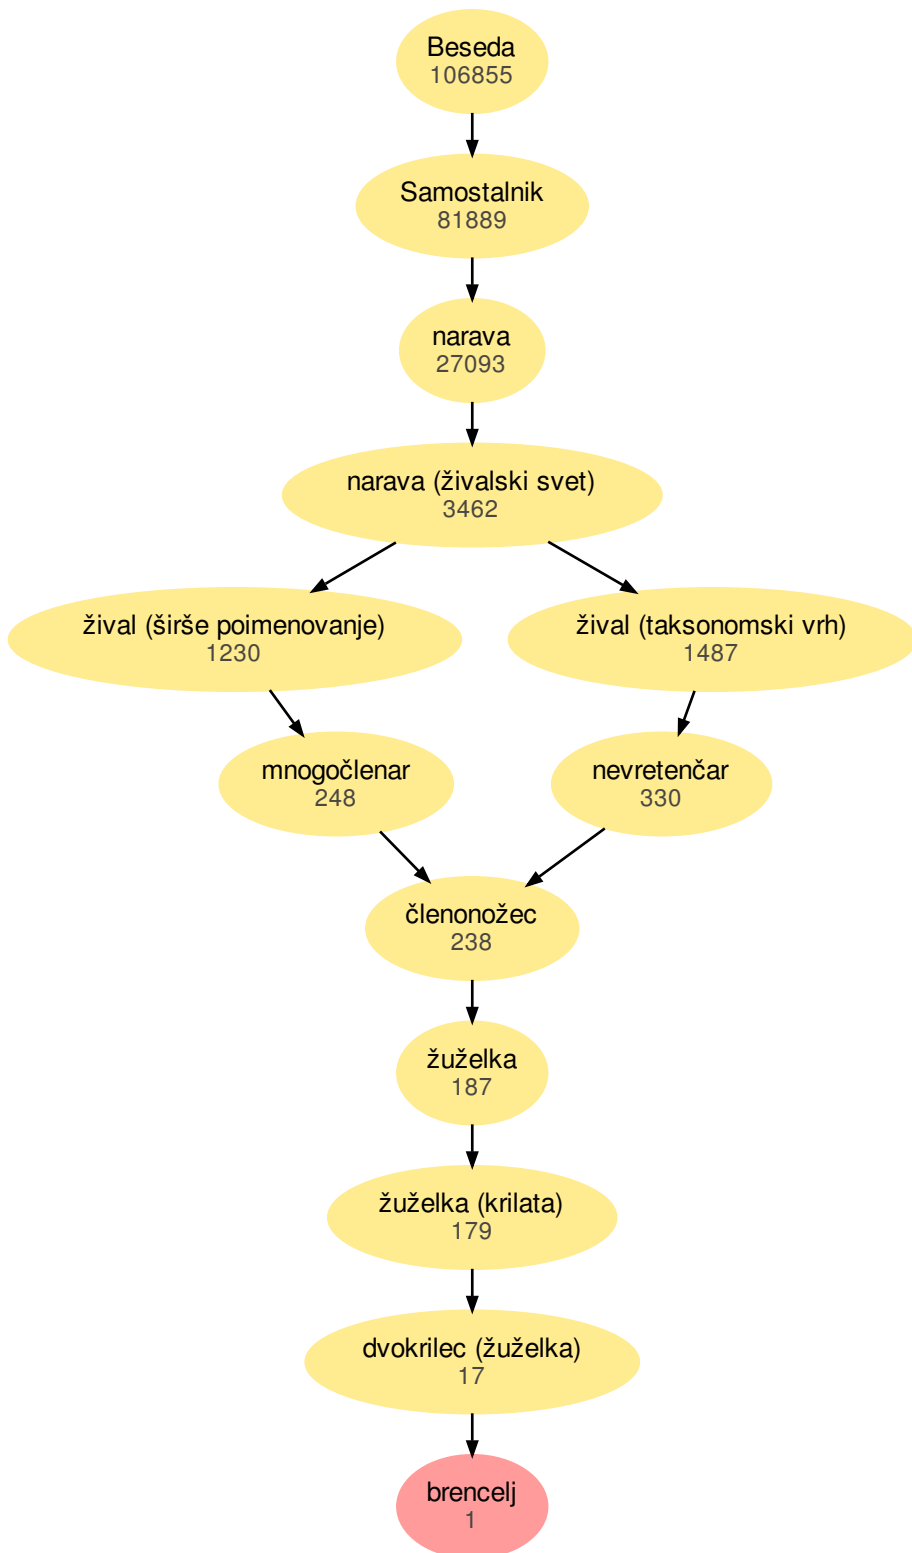 Beseda
106855
Samostalnik
81889
narava
27093
narava (živalski svet)
3462
žival (širše poimenovanje)
1230
žival (taksonomski vrh)
1487
mnogočlenar
248
nevretenčar
330
členonožec
238
žuželka
187
žuželka (krilata)
179
dvokrilec (žuželka)
17
brencelj
1